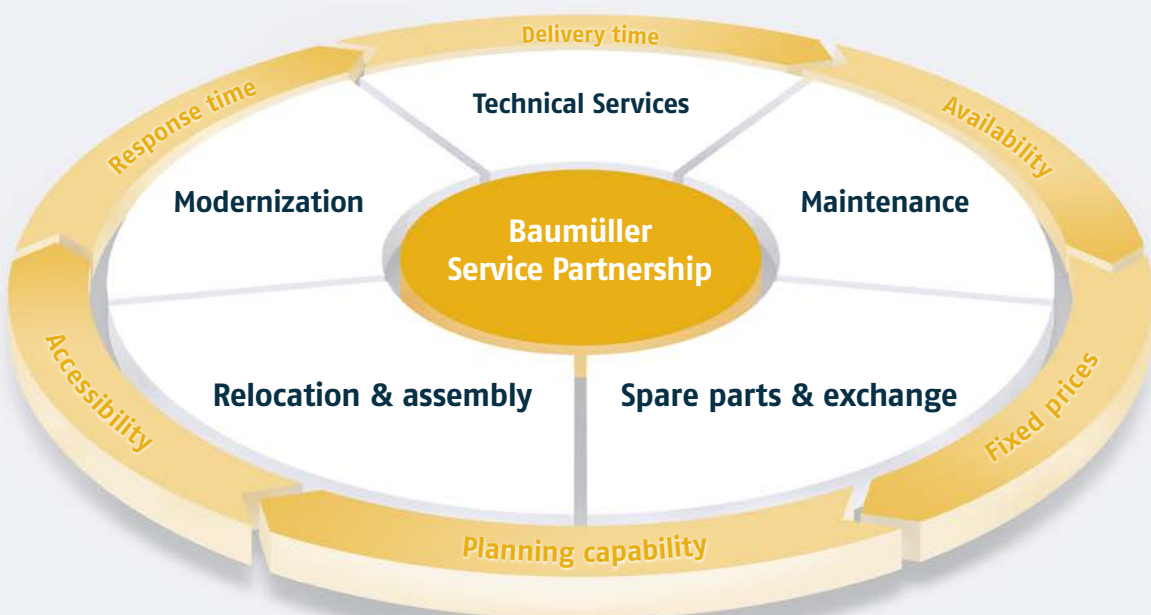 Delivery time
Technical Services
Response time
Availability
Modernization
Maintenance
Baumüller
Service Partnership
Accessibility
Relocation & assembly
Spare parts & exchange
Fixed prices
Planning capability